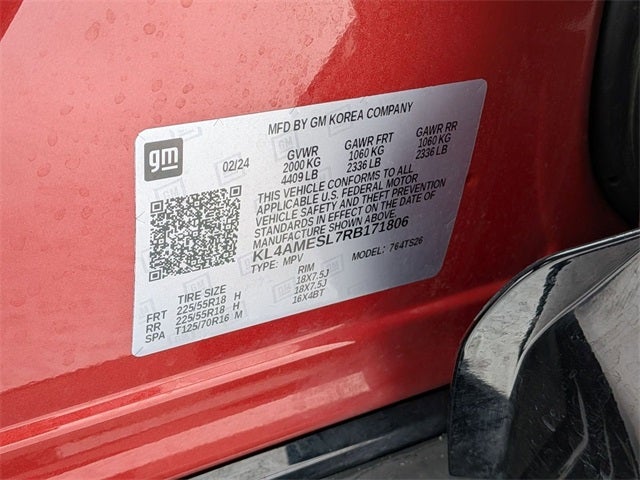 MFD BY GM KOREA COMPANY
gm
02/24
GVWR GAWR FRT GAWR RR
2000 KG 1060 KG 1060 KG
4409 LB 2336 LB 2336 LB
THIS VEHICLE CONFORMS TO ALL
APPLICABLE U.S. FEDERAL MOTOR
VEHICLE SAFETY AND THEFT PREVENTION
STANDARDS IN EFFECT ON THE DATE OF
MANUFACTURE SHOWN ABOVE.
KL4AMESL7RB171806
TYPE: MPV MODEL: 764TS26
TIRE SIZE RIM
FRT 225/55R18 H 18X7.5J
RR 225/55R18 H 18X7.5J
SPA T125/70R16 M 16X4BT